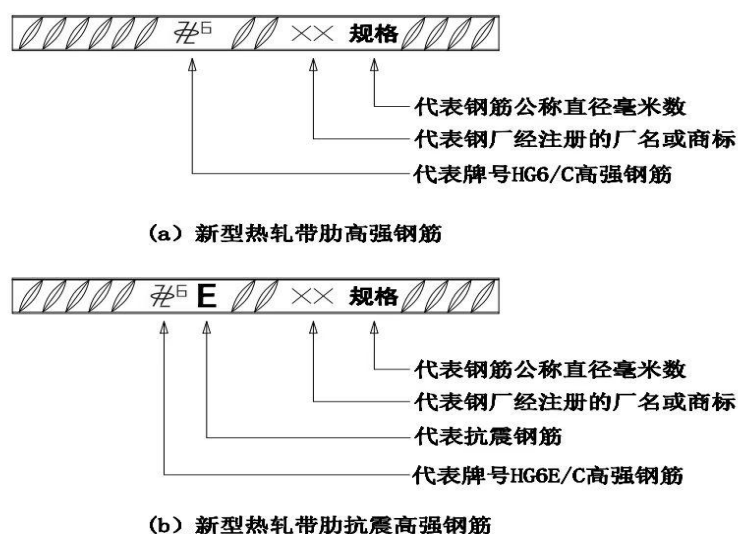 6 ×× 规格
代表钢筋公称直径毫米数
代表钢厂经注册的厂名或商标
代表牌号HG6/C高强钢筋
(a) 新型热轧带肋高强钢筋
6 E ×× 规格
代表钢筋公称直径毫米数
代表钢厂经注册的厂名或商标
代表抗震钢筋
代表牌号HG6E/C高强钢筋
(b) 新型热轧带肋抗震高强钢筋